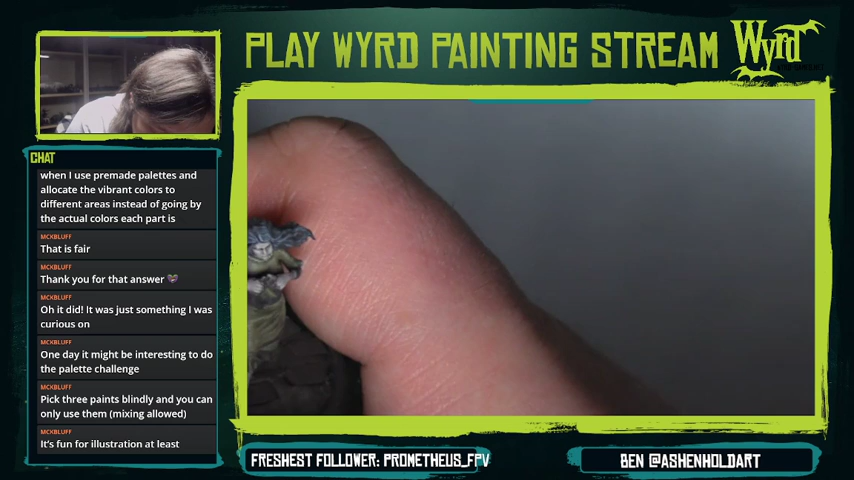 PLAY WYRD PAINTING STREAM
Wyrd
CHAT
when I use premade palettes and
allocate the vibrant colors to
different areas instead of going by
the actual colors each part is
MCKBLUFF
That is fair
MCKBLUFF
Thank you for that answer
MCKBLUFF
Oh it did! It was just something I was
curious on
MCKBLUFF
One day it might be interesting to do
the palette challenge
MCKBLUFF
Pick three paints blindly and you can
only use them (mixing allowed)
MCKBLUFF
It's fun for illustration at least
FRESHEST FOLLOWER: PROMETHEUS_FPV
BEN @ASHENHOLDART